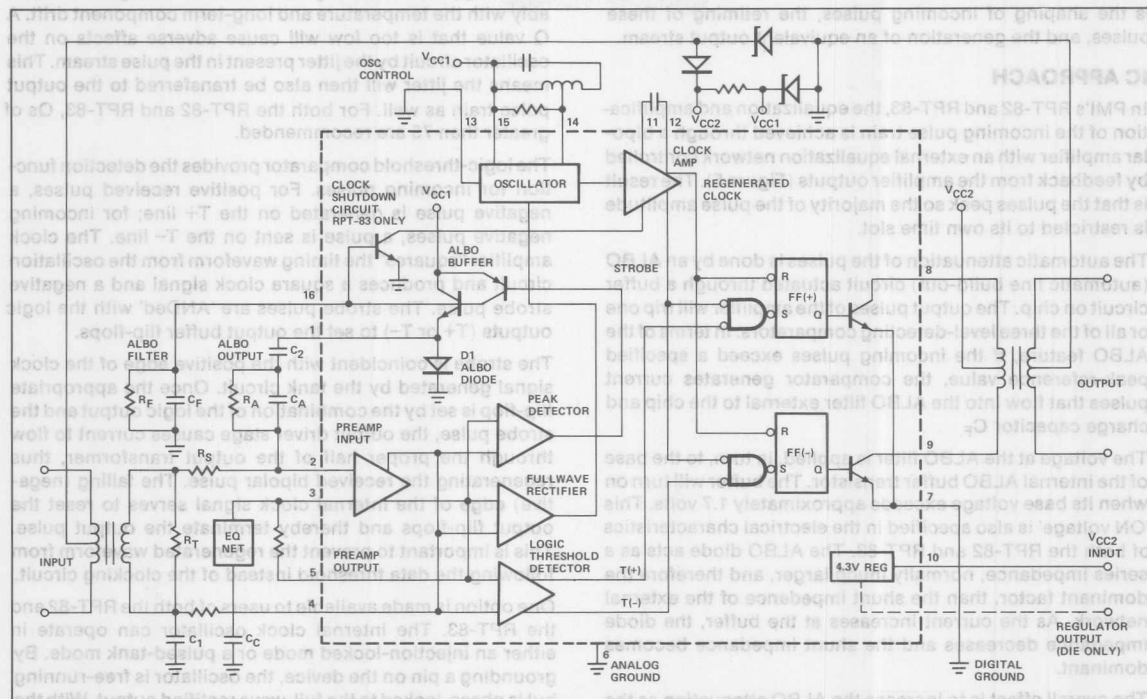 OSC
CONTROL
VCC1
13
14
11
12
VCC2
VCC1
CLOCK
AMP
REGENERATED
CLOCK
OSCILLATOR
CLOCK
SHUTDOWN
CIRCUIT
RPT-83 ONLY
VCC1
ALBO
BUFFER
STROBE
VCC2
16
1
R
FF(+)
S
Q
8
ALBO
FILTER
ALBO
OUTPUT
C2
RF
CF
RA
CA
D1
ALBO
DIODE
PEAK
DETECTOR
OUTPUT
PREAMP
INPUT
RS
2
3
R
FF(−)
S
Q
9
7
FULLWAVE
RECTIFIER
INPUT
RT
EQ
NET
5
4
PREAMP
OUTPUT
LOGIC
THRESHOLD
DETECTOR
T(+)
T(−)
4.3V REG
10
VCC2
INPUT
CC
CC
6
ANALOG
GROUND
DIGITAL
GROUND
REGULATOR
OUTPUT
(DIE ONLY)